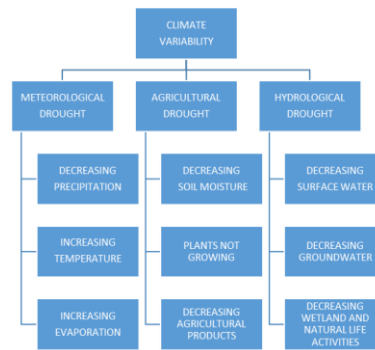 CLIMATE
VARIABILITY
METEOROLOGICAL
DROUGHT
AGRICULTURAL
DROUGHT
HYDROLOGICAL
DROUGHT
DECREASING
PRECIPITATION
DECREASING
SOIL MOISTURE
DECREASING
SURFACE WATER
INCREASING
TEMPERATURE
PLANTS NOT
GROWING
DECREASING
GROUNDWATER
INCREASING
EVAPORATION
DECREASING
AGRICULTURAL
PRODUCTS
DECREASING
WETLAND AND
NATURAL LIFE
ACTIVITIES